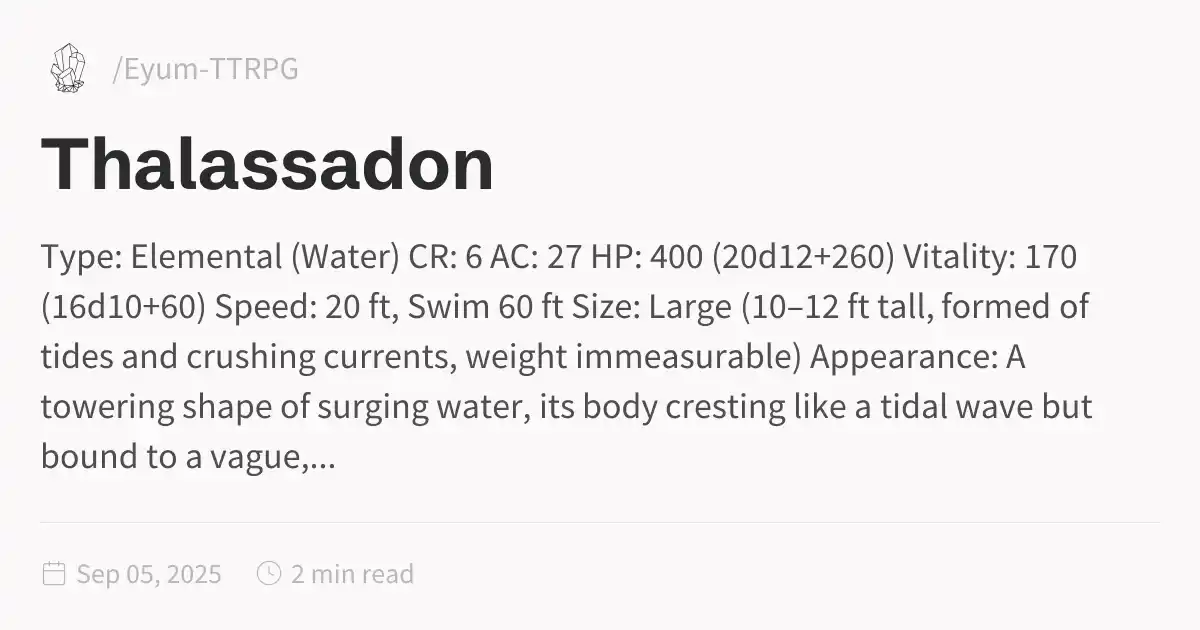 /Eyum-TTRPG
Thalassadon
Type: Elemental (Water) CR: 6 AC: 27 HP: 400 (20d12+260) Vitality: 170
(16d10+60) Speed: 20 ft, Swim 60 ft Size: Large (10–12 ft tall, formed of
tides and crushing currents, weight immeasurable) Appearance: A
towering shape of surging water, its body cresting like a tidal wave but
bound to a vague,...
Sep 05, 2025 2 min read